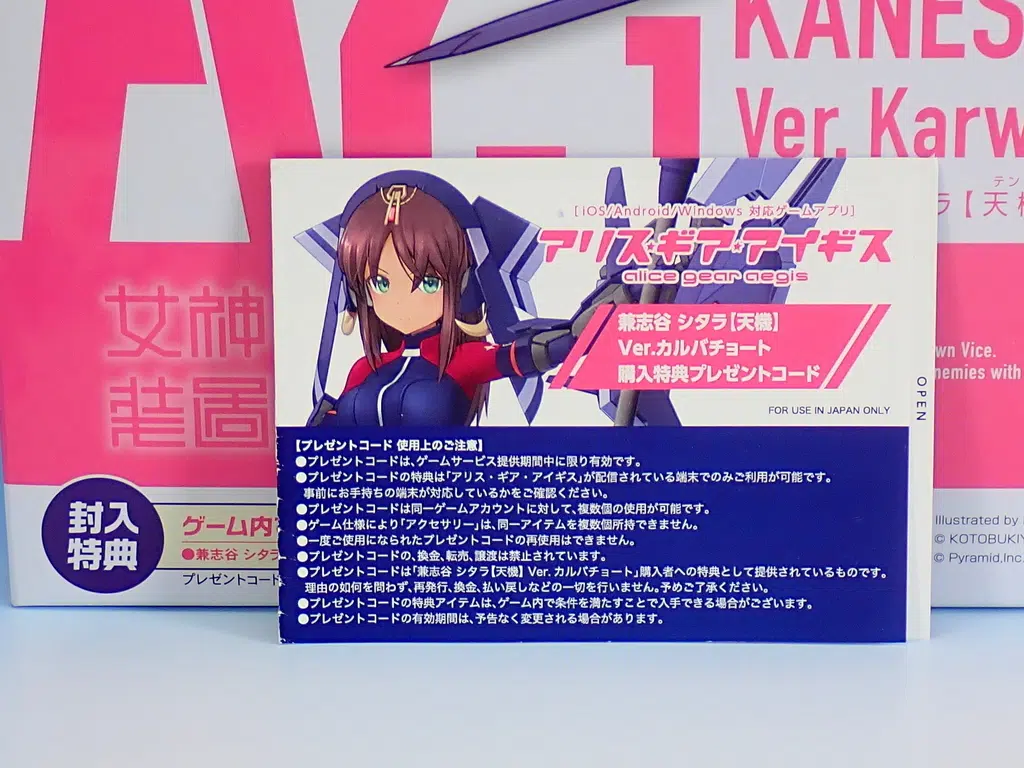 KANES
Ver. Karw
テン
ラ【天機
女神
装置
wn Vice.
nemies with
封入
特典
ゲーム内
●兼志谷 シタラ
プレゼントコード
Illustrated by
© KOTOBUKIY
© Pyramid,Inc.
[iOS/Android/Windows 対応ゲームアプリ]
アリス★ギア★アイギス
alice gear aegis
兼志谷 シタラ【天機】
Ver.カルバチョート
購入特典プレゼントコード
FOR USE IN JAPAN ONLY
OPEN
【プレゼントコード 使用上のご注意】
●プレゼントコードは、ゲームサービス提供期間中に限り有効です。
●プレゼントコードの特典は「アリス・ギア・アイギス」が配信されている端末でのみご利用が可能です。
事前にお手持ちの端末が対応しているかをご確認ください。
●プレゼントコードは同一ゲームアカウントに対して、複数個の使用が可能です。
●ゲーム仕様により「アクセサリー」は、同一アイテムを複数個所持できません。
●一度ご使用になられたプレゼントコードの再使用はできません。
●プレゼントコードの、換金、転売、譲渡は禁止されています。
●プレゼントコードは「兼志谷 シタラ【天機】 Ver. カルバチョート」購入者への特典として提供されているものです。
理由の如何を問わず、再発行、換金、払い戻しなどの一切を行いません。予めご了承ください。
●プレゼントコードの特典アイテムは、ゲーム内で条件を満たすことで入手できる場合がございます。
●プレゼントコードの有効期間は、予告なく変更される場合があります。